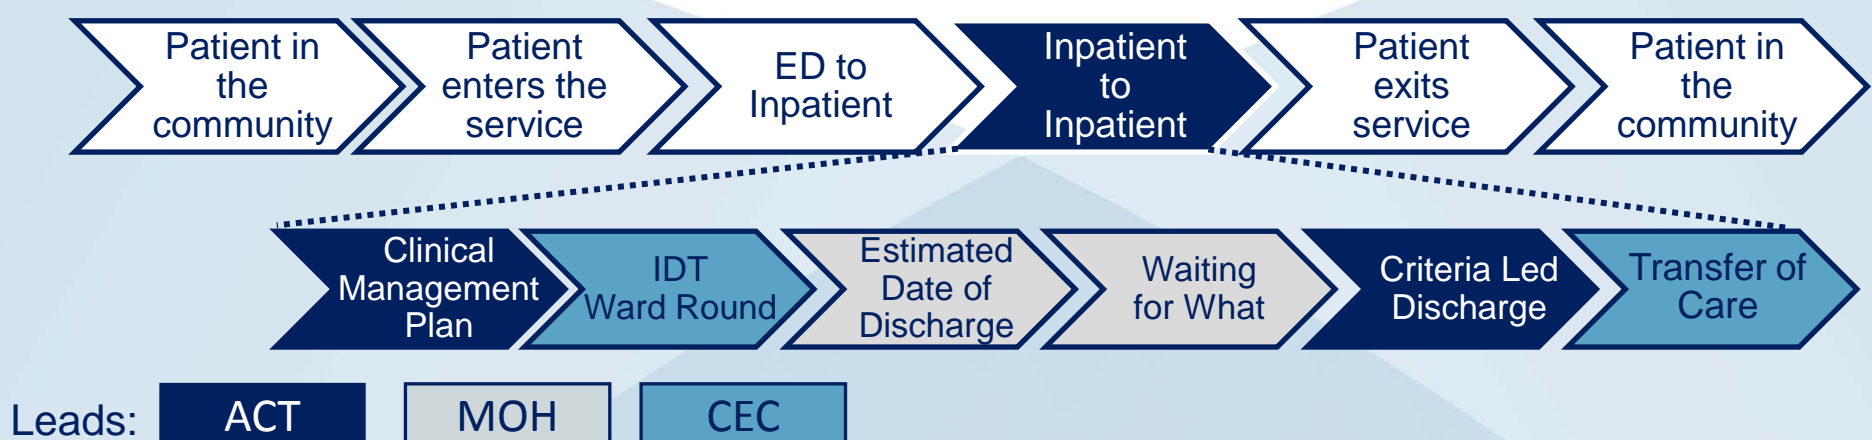 Patient in
the
community
Patient
enters the
service
ED to
Inpatient
Inpatient
to
Inpatient
Patient
exits
service
Patient in
the
community
Clinical
Management
Plan
IDT
Ward Round
Estimated
Date of
Discharge
Waiting
for What
Criteria Led
Discharge
Transfer of
Care
Leads:
ACT
MOH
CEC